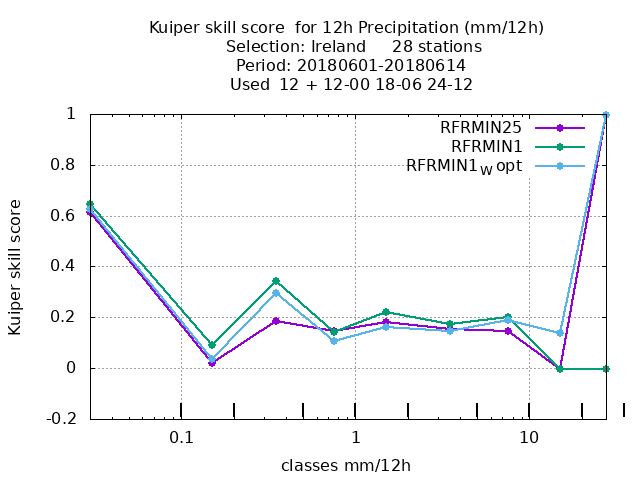 Kuiper skill score  for 12h Precipitation (mm/12h)
Selection: Ireland     28 stations
Period: 20180601-20180614
Used  12 + 12-00 18-06 24-12
RFRMIN25
RFRMIN1
RFRMIN1W opt
1
0.8
0.6
0.4
0.2
0
-0.2
Kuiper skill score
0.1 1 10
classes mm/12h